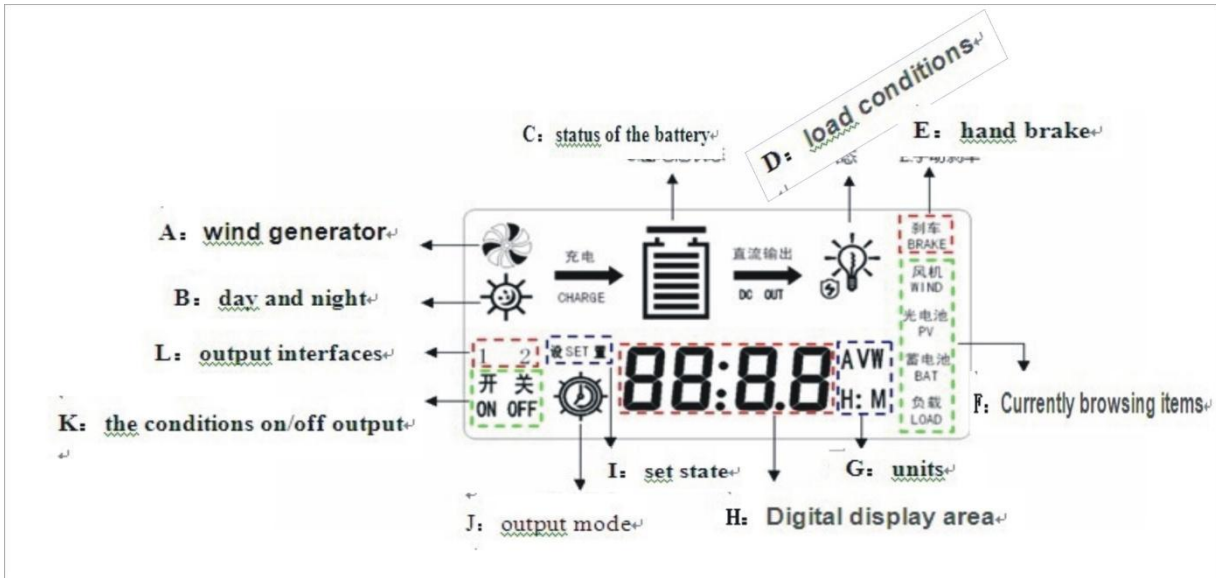 D：load conditions
C：status of the battery
E：hand brake
A：wind generator
刹车
BRAKE
充电
直流输出
风机
WIND
B：day and night
CHARGE
DC OUT
光电池
PV
L：output interfaces
1 2
设 SET 置
88:8.8
A V W
蓄电池
BAT
开 关
ON OFF
H: M
负载
LOAD
F：Currently browsing items
K：the conditions on/off output
I：set state
G：units
J：output mode
H：Digital display area